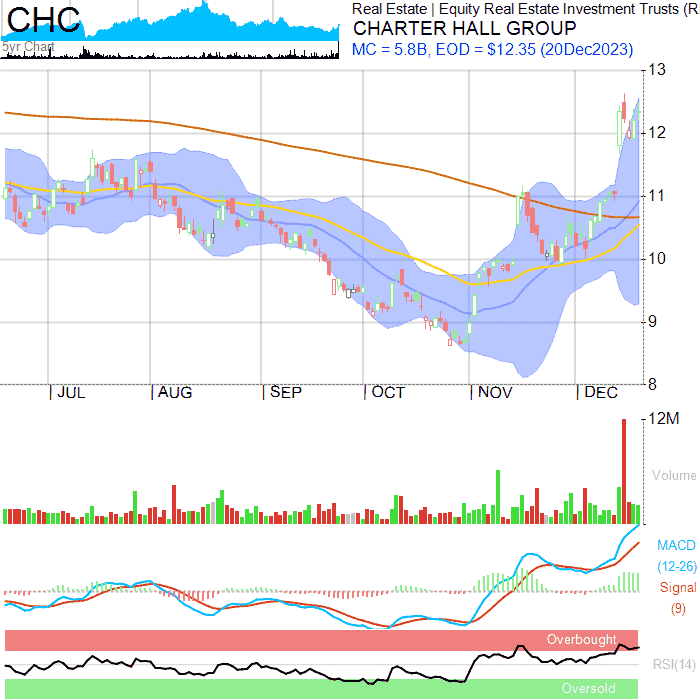 CHC
5yr Chart
Real Estate | Equity Real Estate Investment Trusts (R
CHARTER HALL GROUP
MC = 5.8B, EOD = $12.35 (20Dec2023)
13
12
11
10
9
8
JUL AUG SEP OCT NOV DEC
12M
Volume
MACD
(12-26)
Signal
(9)
Overbought
RSI(14)
Oversold